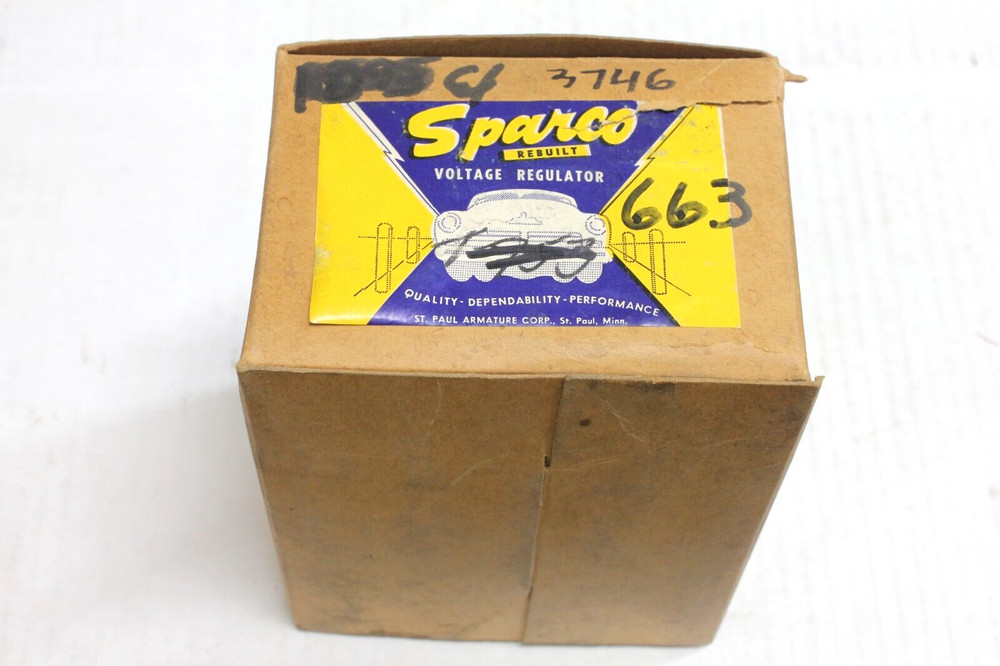 3746
Sparco
REBUILT
VOLTAGE REGULATOR
663
QUALITY - DEPENDABILITY - PERFORMANCE
ST. PAUL ARMATURE CORP., St. Paul, Minn.